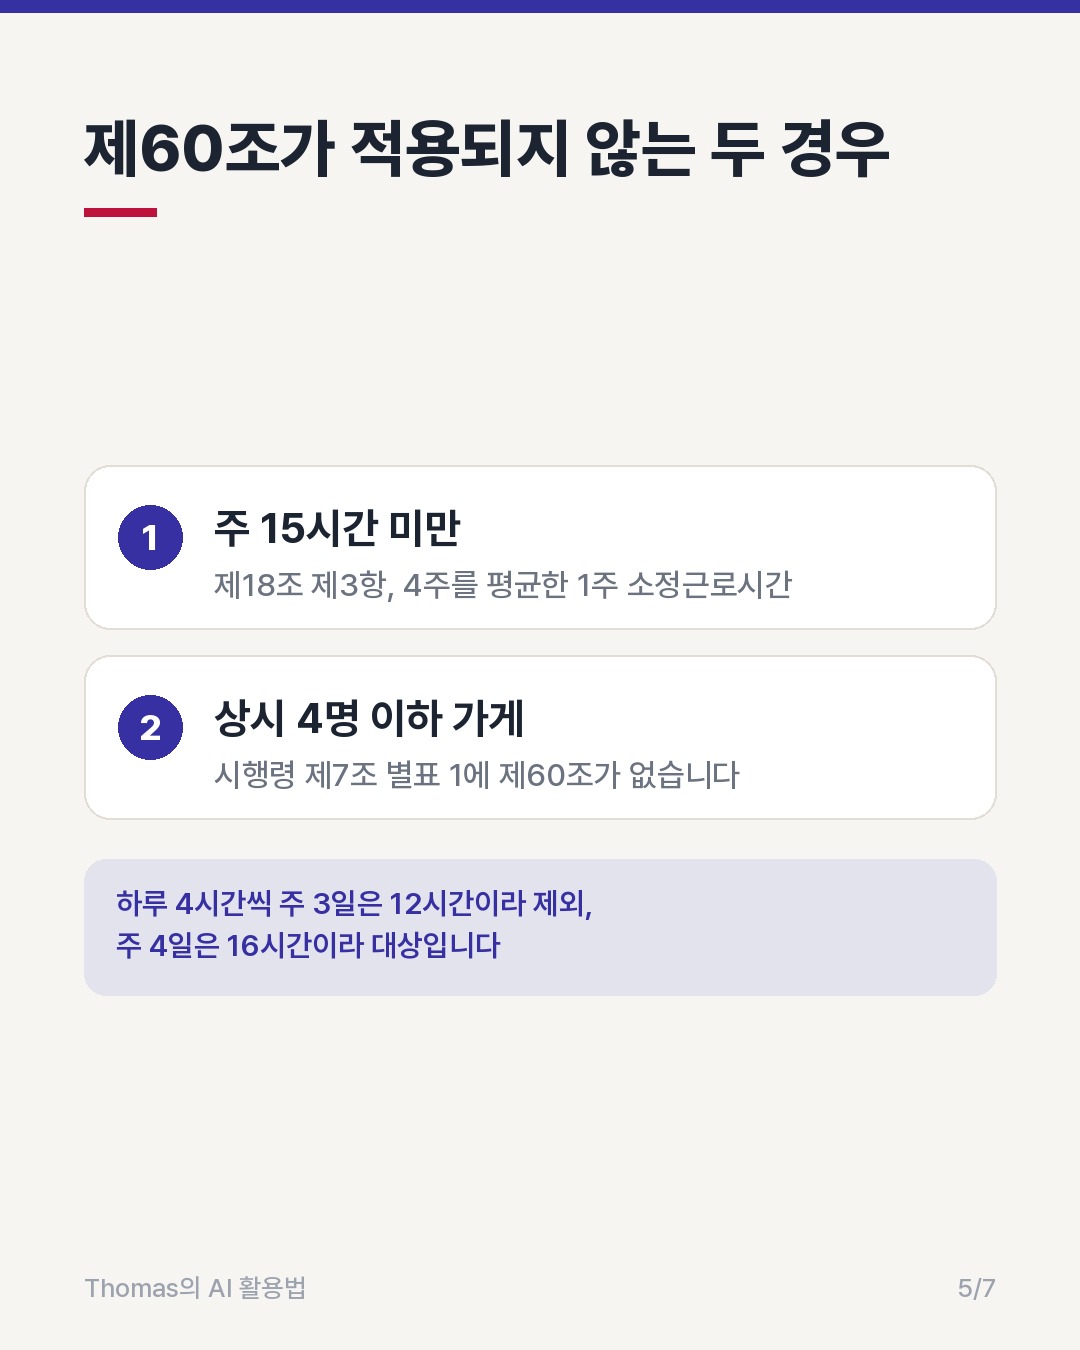 제60조가 적용되지 않는 두 경우
1
주 15시간 미만
제18조 제3항, 4주를 평균한 1주 소정근로시간
2
상시 4명 이하 가게
시행령 제7조 별표 1에 제60조가 없습니다
하루 4시간씩 주 3일은 12시간이라 제외,
주 4일은 16시간이라 대상입니다
Thomas의 AI 활용법
5/7